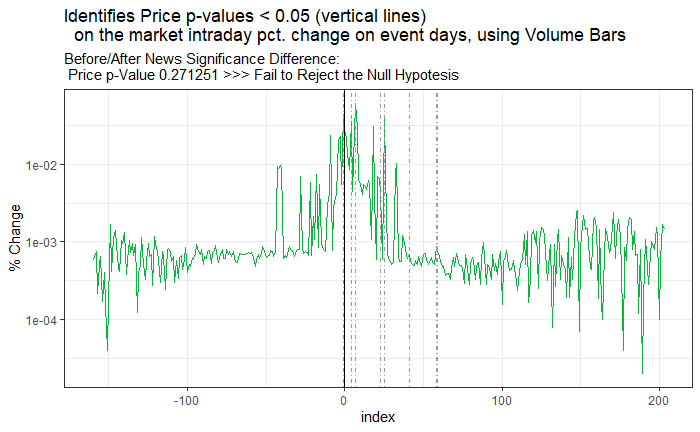 Identifies Price p-values < 0.05 (vertical lines)
on the market intraday pct. change on event days, using Volume Bars
Before/After News Significance Difference:
Price p-Value 0.271251 >>> Fail to Reject the Null Hypotesis
1e-02
1e-03
1e-04
% Change
-100
0
100
200
index